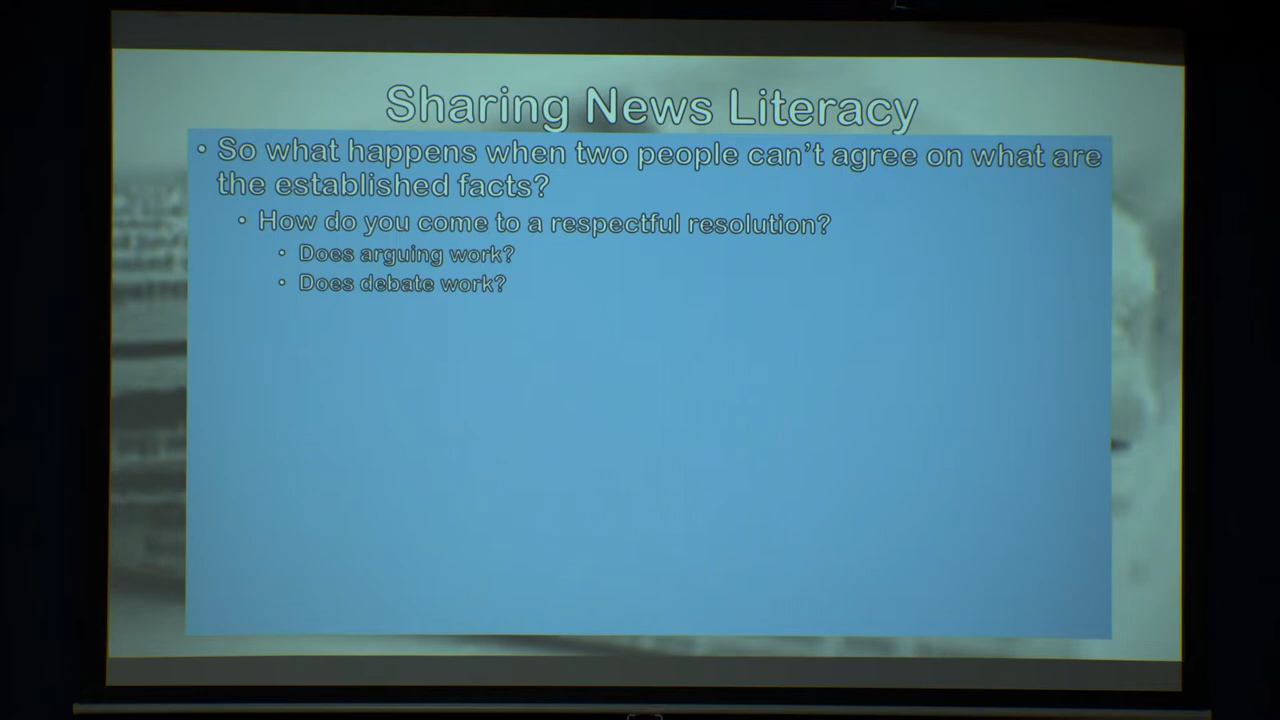 Sharing News Literacy
• So what happens when two people can't agree on what are
the established facts?
• How do you come to a respectful resolution?
• Does arguing work?
• Does debate work?